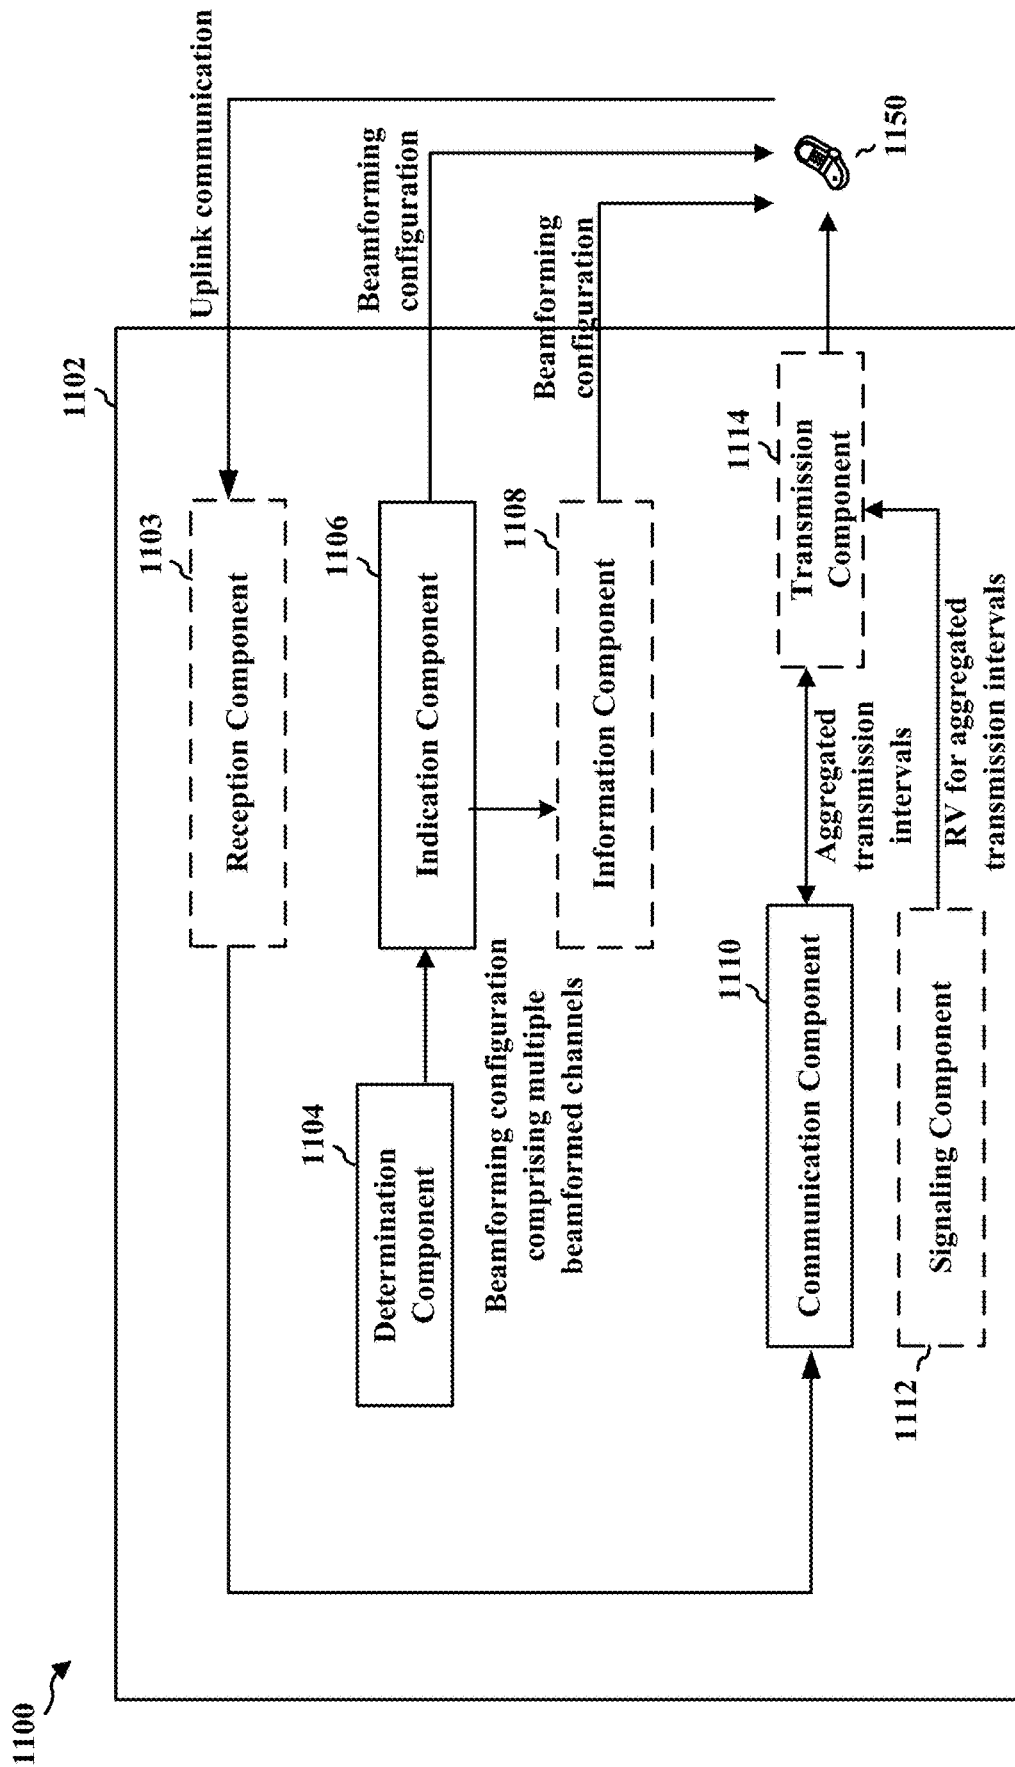 1100
1102
Uplink communication
1103
Reception Component
Beamforming
configuration
1106
Indication Component
1104
Determination
Component
Beamforming configuration
comprising multiple
beamformed channels
Beamforming
configuration
1108
Information Component
1150
1114
Transmission
Component
1110
Communication Component
Aggregated
transmission
intervals
1112
Signaling Component
RV for aggregated
transmission intervals